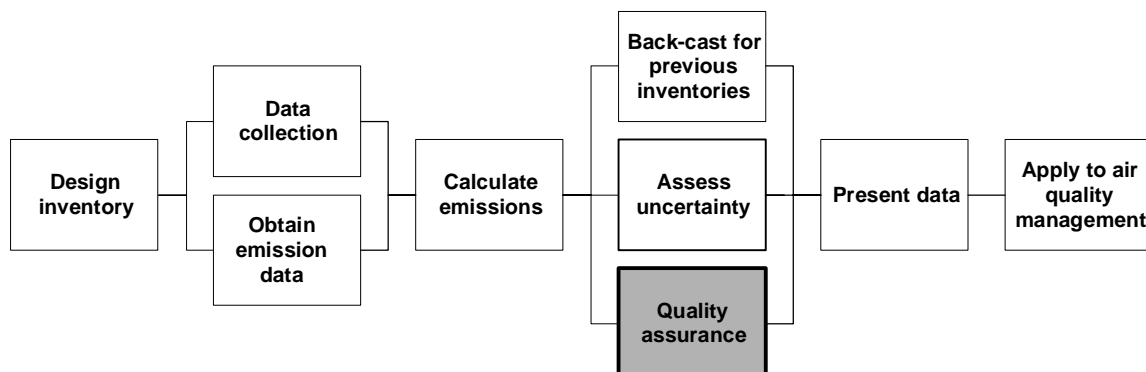 Design
inventory
Data
collection
Obtain
emission
data
Calculate
emissions
Back-cast for
previous
inventories
Assess
uncertainty
Quality
assurance
Present data
Apply to air
quality
management